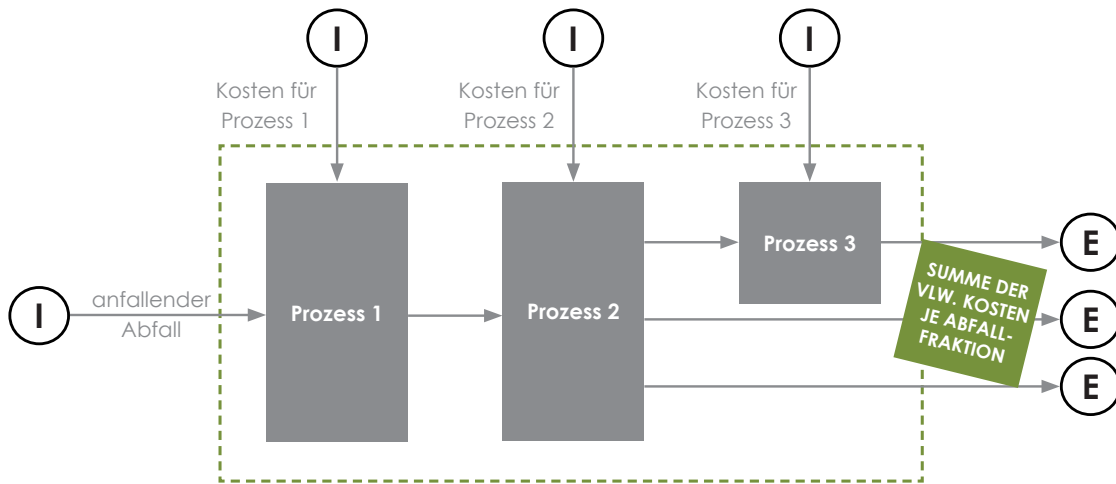 I
I
I
Kosten für
Prozess 1
Kosten für
Prozess 2
Kosten für
Prozess 3
I
anfallender
Abfall
Prozess 1
Prozess 2
Prozess 3
SUMME DER
VLW. KOSTEN
JE ABFALL-
FRAKTION
E
E
E